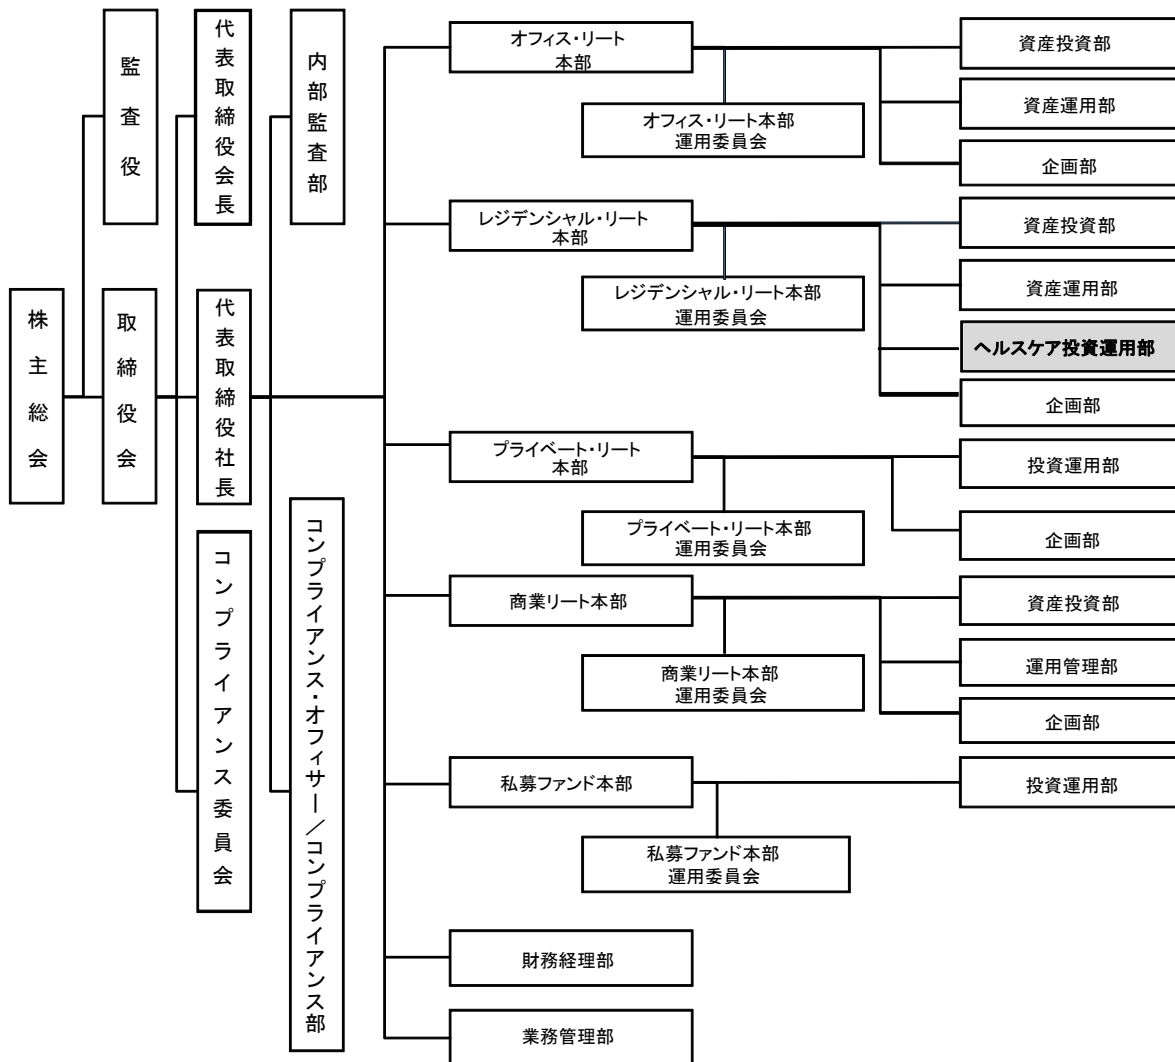 株主総会
監査役
取締役会
代表取締役会長
代表取締役社長
コンプライアンス委員会
内部監査部
コンプライアンス・オフィサー／コンプライアンス部
オフィス・リート
本部
オフィス・リート本部
運用委員会
資産投資部
資産運用部
企画部
レジデンシャル・リート
本部
レジデンシャル・リート本部
運用委員会
資産投資部
資産運用部
ヘルスケア投資運用部
企画部
プライベート・リート
本部
プライベート・リート本部
運用委員会
投資運用部
企画部
商業リート本部
商業リート本部
運用委員会
資産投資部
運用管理部
企画部
私募ファンド本部
私募ファンド本部
運用委員会
投資運用部
財務経理部
業務管理部